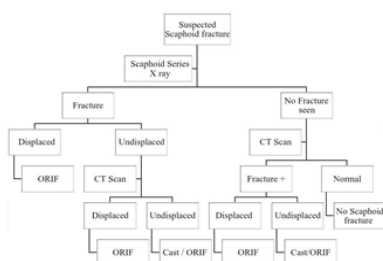 Suspected
Scaphoid fracture
Scaphoid Series
X ray
Fracture
No Fracture
seen
Displaced
Undisplaced
CT Scan
ORIF
CT Scan
Fracture +
Normal
Displaced
Undisplaced
Displaced
Undisplaced
No Scaphoid
fracture
ORIF
Cast / ORIF
ORIF
Cast/ORIF